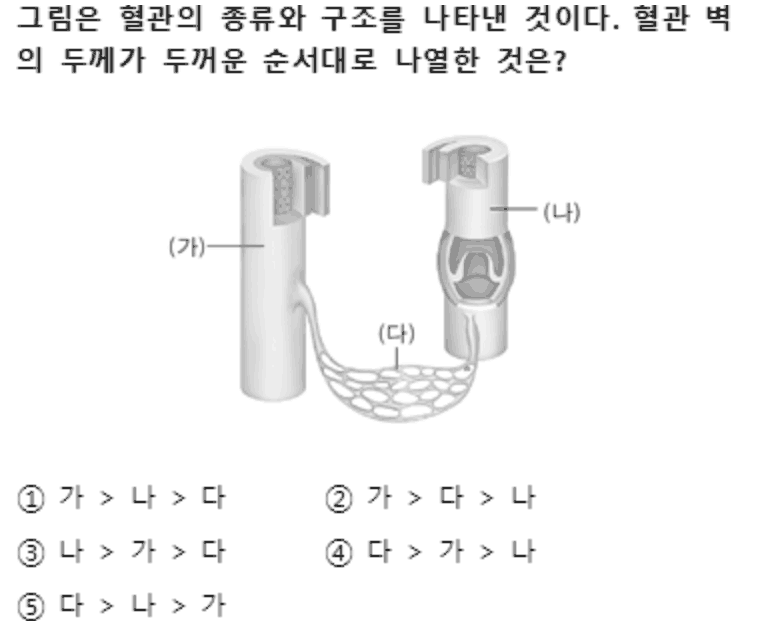 그림은 혈관의 종류와 구조를 나타낸 것이다. 혈관 벽
의 두께가 두꺼운 순서대로 나열한 것은?
(가)
(나)
(다)
① 가 > 나 > 다
② 가 > 다 > 나
③ 나 > 가 > 다
④ 다 > 가 > 나
⑤ 다 > 나 > 가